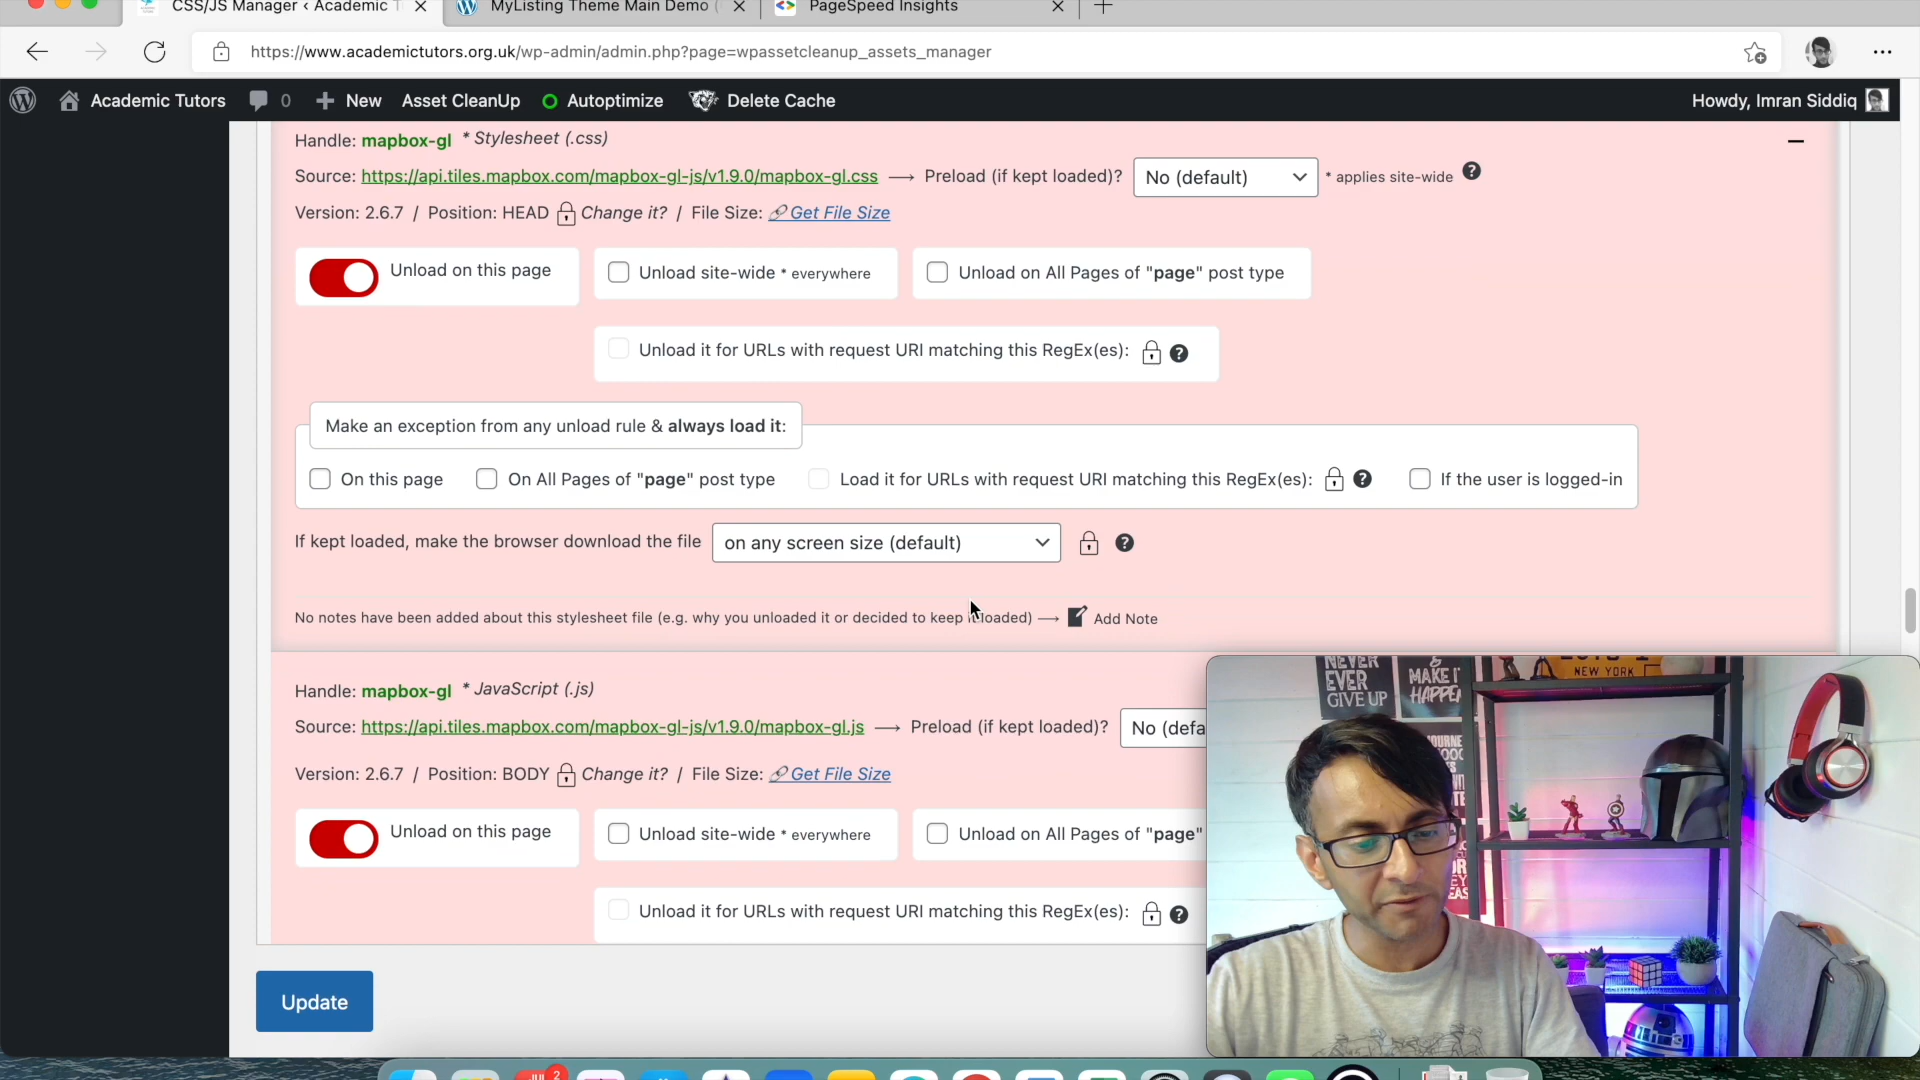 CSS/JS Manager ‹ Academic T
MyListing Theme Main Demo (
PageSpeed Insights
https://www.academictutors.org.uk/wp-admin/admin.php?page=wpassetcleanup_assets_manager
Academic Tutors 0 New Asset CleanUp Autoptimize Delete Cache Howdy, Imran Siddiq
Handle: mapbox-gl * Stylesheet (.css)
Source: https://api.tiles.mapbox.com/mapbox-gl-js/v1.9.0/mapbox-gl.css → Preload (if kept loaded)? No (default) * applies site-wide
Version: 2.6.7 / Position: HEAD Change it? / File Size: Get File Size
Unload on this page Unload site-wide * everywhere Unload on All Pages of "page" post type
Unload it for URLs with request URI matching this RegEx(es):
Make an exception from any unload rule & always load it:
On this page On All Pages of "page" post type Load it for URLs with request URI matching this RegEx(es): If the user is logged-in
If kept loaded, make the browser download the file on any screen size (default)
No notes have been added about this stylesheet file (e.g. why you unloaded it or decided to keep it loaded) → Add Note
Handle: mapbox-gl * JavaScript (.js)
Source: https://api.tiles.mapbox.com/mapbox-gl-js/v1.9.0/mapbox-gl.js → Preload (if kept loaded)? No (defa
Version: 2.6.7 / Position: BODY Change it? / File Size: Get File Size
Unload on this page Unload site-wide * everywhere Unload on All Pages of "page"
Unload it for URLs with request URI matching this RegEx(es):
Update
NEVER
EVER
GIVE UP
&
MAKE IT
HAPPEN
NEW YORK
2